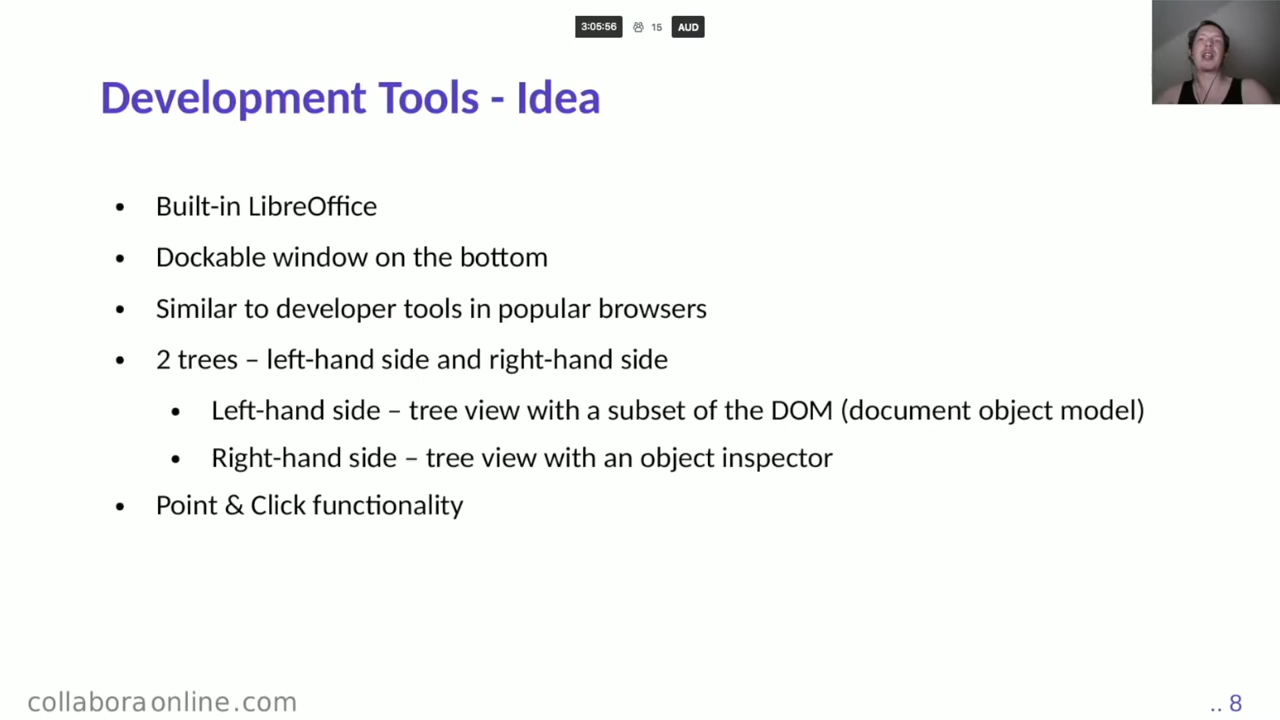 3:05:56 15 AUD
Development Tools - Idea
• Built-in LibreOffice
• Dockable window on the bottom
• Similar to developer tools in popular browsers
• 2 trees – left-hand side and right-hand side
• Left-hand side – tree view with a subset of the DOM (document object model)
• Right-hand side – tree view with an object inspector
• Point & Click functionality
collaboraonline.com
.. 8